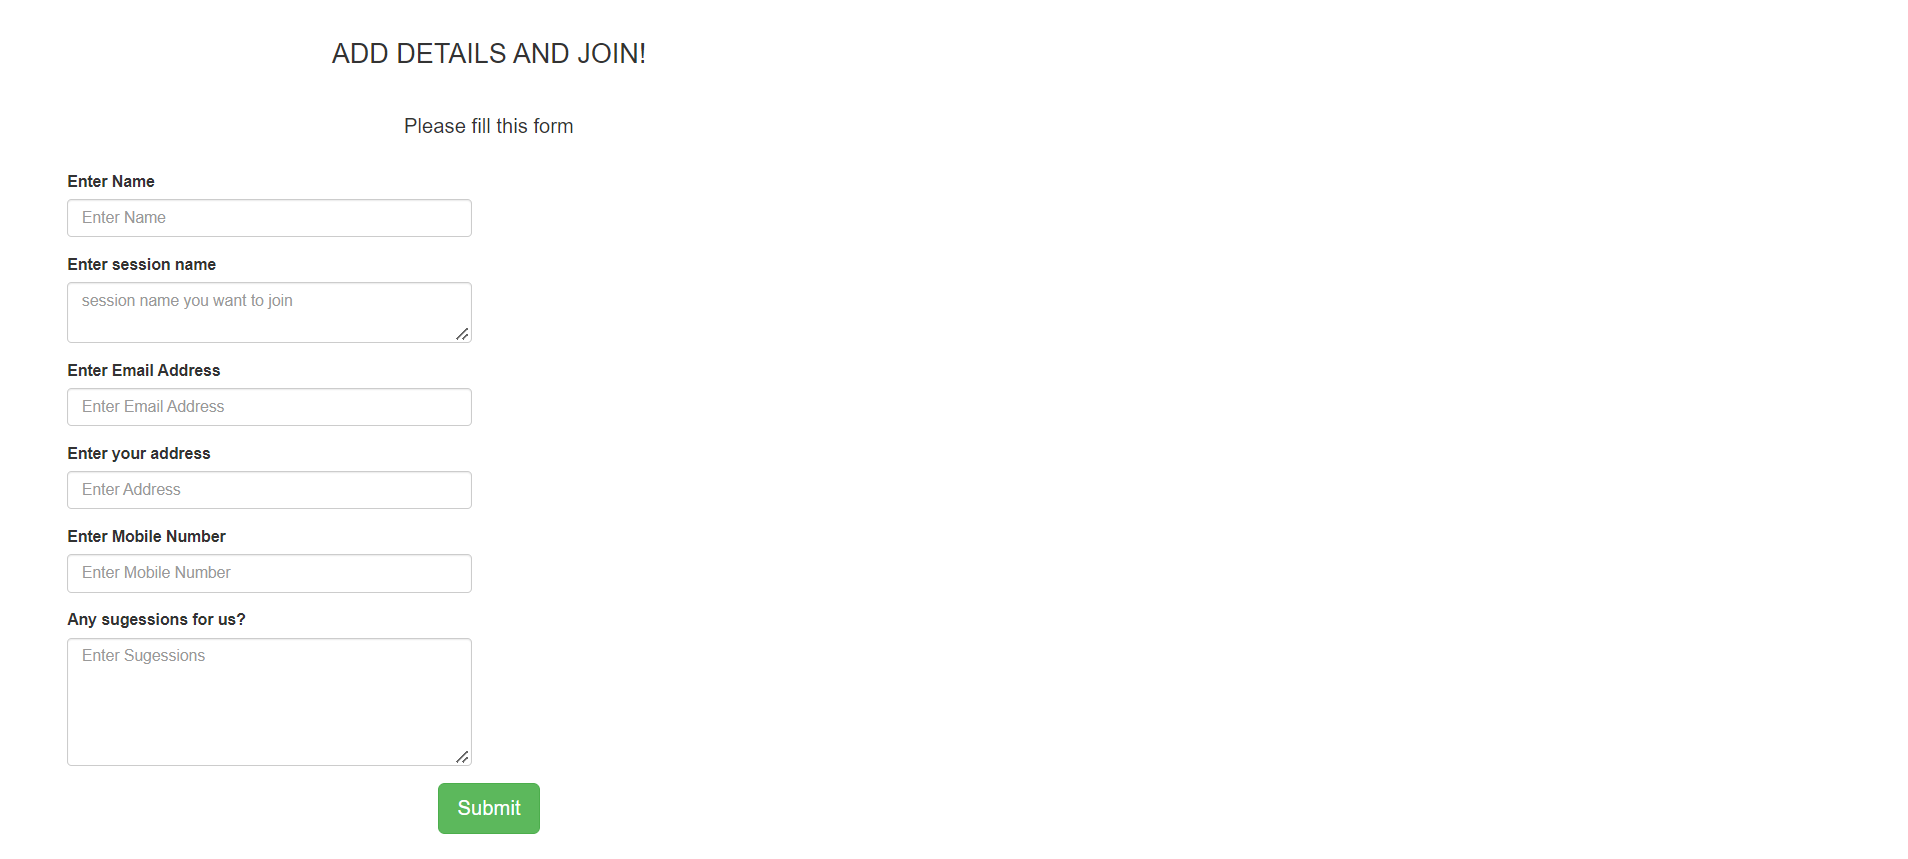 ADD DETAILS AND JOIN!
Please fill this form
Enter Name
Enter Name
Enter session name
session name you want to join
Enter Email Address
Enter Email Address
Enter your address
Enter Address
Enter Mobile Number
Enter Mobile Number
Any sugessions for us?
Enter Sugessions
Submit